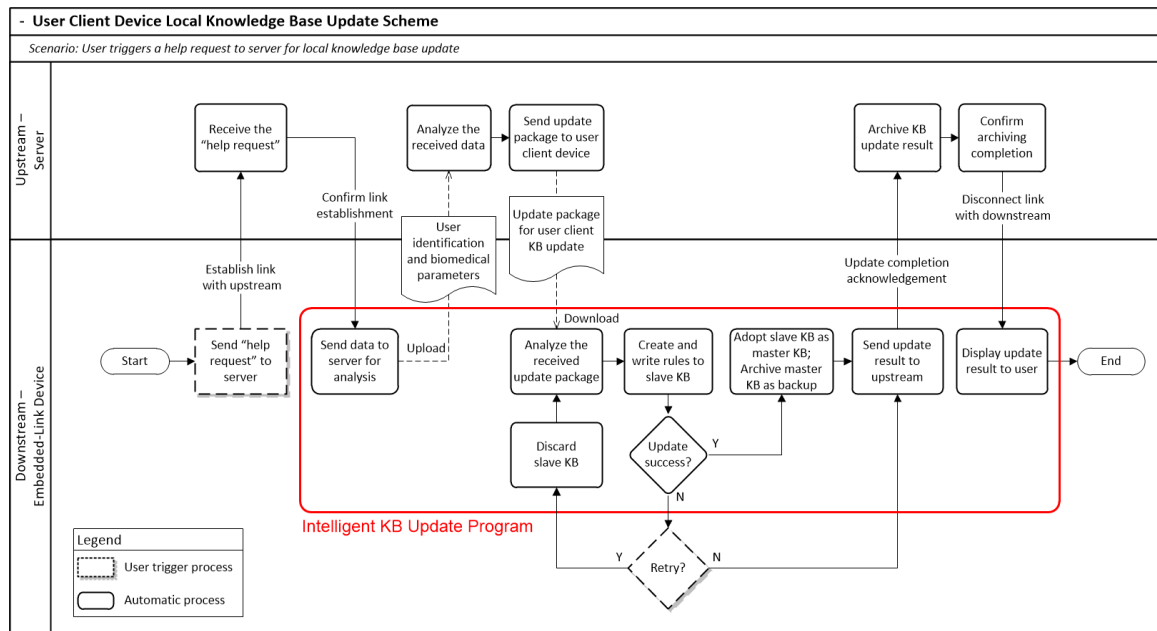 - User Client Device Local Knowledge Base Update Scheme
Scenario: User triggers a help request to server for local knowledge base update
Upstream –
Server
Receive the
“help request”
Analyze the
received data
Send update
package to user
client device
Archive KB
update result
Confirm
archiving
completion
Confirm link
establishment
User
identification
and biomedical
parameters
Update package
for user client
KB update
Disconnect link
with downstream
Downstream –
Embedded-Link Device
Establish link
with upstream
Update completion
acknowledgement
Start
Send “help
request” to
server
Send data to
server for
analysis
Upload
Download
Analyze the
received
update package
Create and
write rules to
slave KB
Adopt slave KB as
master KB;
Archive master
KB as backup
Send update
result to
upstream
Display update
result to user
End
Discard
slave KB
Update
success?
Y
N
Intelligent KB Update Program
Retry?
Y
N
Legend
User trigger process
Automatic process